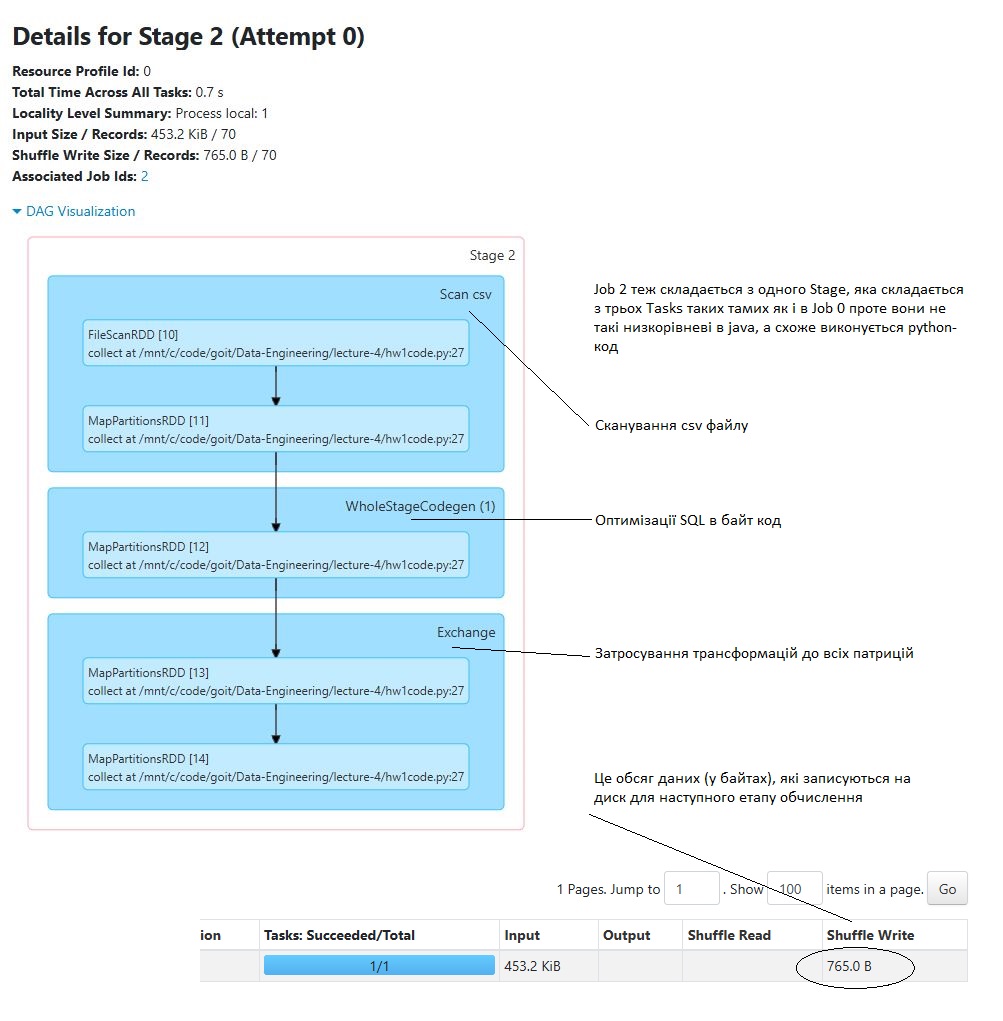 Details for Stage 2 (Attempt 0)
Resource Profile Id: 0
Total Time Across All Tasks: 0.7 s
Locality Level Summary: Process local: 1
Input Size / Records: 453.2 KiB / 70
Shuffle Write Size / Records: 765.0 B / 70
Associated Job Ids: 2
DAG Visualization
Stage 2
Scan csv
FileScanRDD [10]
collect at /mnt/c/code/goit/Data-Engineering/lecture-4/hw1code.py:27
MapPartitionsRDD [11]
collect at /mnt/c/code/goit/Data-Engineering/lecture-4/hw1code.py:27
WholeStageCodegen (1)
MapPartitionsRDD [12]
collect at /mnt/c/code/goit/Data-Engineering/lecture-4/hw1code.py:27
Exchange
MapPartitionsRDD [13]
collect at /mnt/c/code/goit/Data-Engineering/lecture-4/hw1code.py:27
MapPartitionsRDD [14]
collect at /mnt/c/code/goit/Data-Engineering/lecture-4/hw1code.py:27
Job 2 теж складається з одного Stage, яка складається
з трьох Tasks таких тамих як і в Job 0 проте вони не
такі низкорівневі в java, а схоже виконується python-
код
Сканування csv файлу
Оптимізації SQL в байт код
Затросування трансформацій до всіх патрицій
Це обсяг даних (у байтах), які записуються на
диск для наступного етапу обчислення
1 Pages. Jump to 1 . Show 100 items in a page. Go
ion Tasks: Succeeded/Total Input Output Shuffle Read Shuffle Write
1/1 453.2 KiB 765.0 B